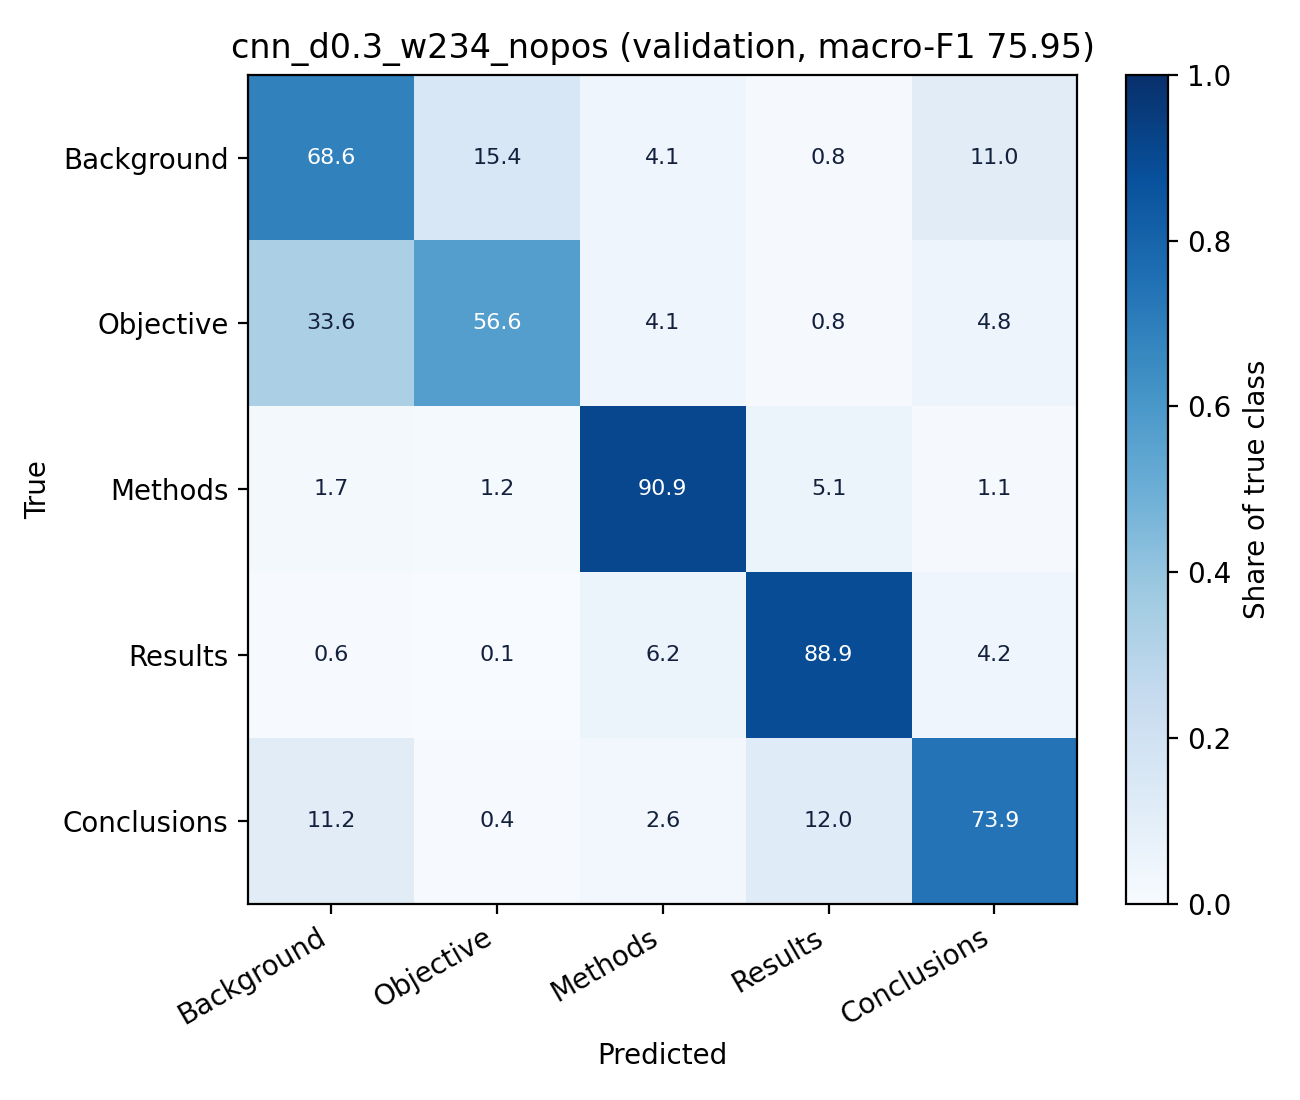 cnn_d0.3_w234_nopos (validation, macro-F1 75.95)
Background 68.6 15.4 4.1 0.8 11.0
Objective 33.6 56.6 4.1 0.8 4.8
Methods 1.7 1.2 90.9 5.1 1.1
Results 0.6 0.1 6.2 88.9 4.2
Conclusions 11.2 0.4 2.6 12.0 73.9
True
Background Objective Methods Results Conclusions
Predicted
1.0
0.8
0.6
0.4
0.2
0.0
Share of true class